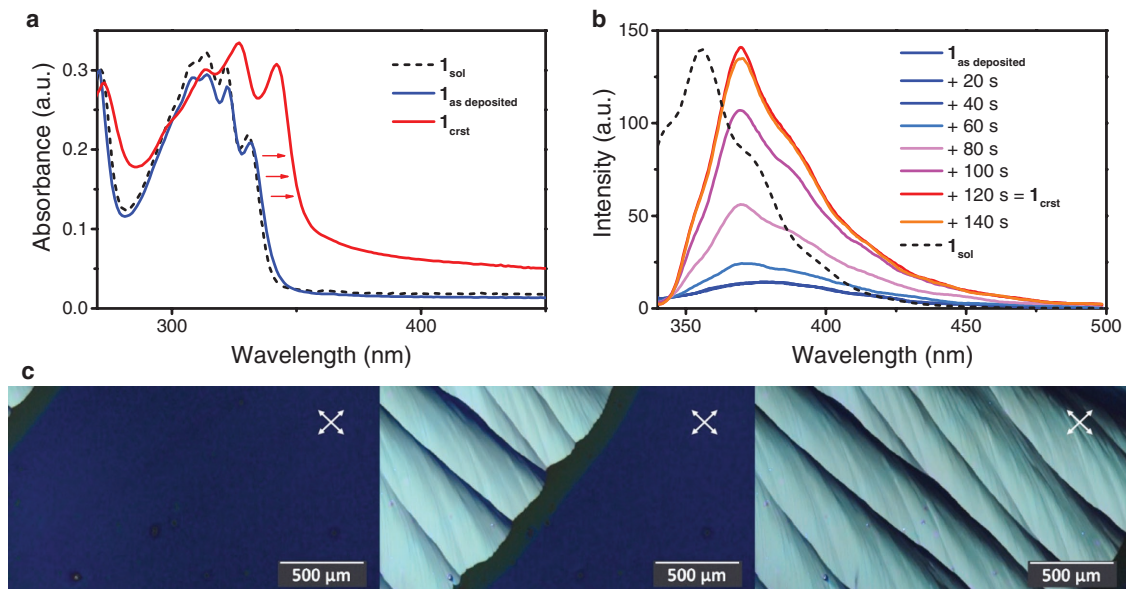 a
Absorbance (a.u.)
0.3
0.2
0.1
0.0
300
400
Wavelength (nm)
1sol
1as deposited
1crst
b
Intensity (a.u.)
150
100
50
0
350
400
450
500
Wavelength (nm)
1as deposited
+ 20 s
+ 40 s
+ 60 s
+ 80 s
+ 100 s
+ 120 s = 1crst
+ 140 s
1sol
c
500 µm
500 µm
500 µm